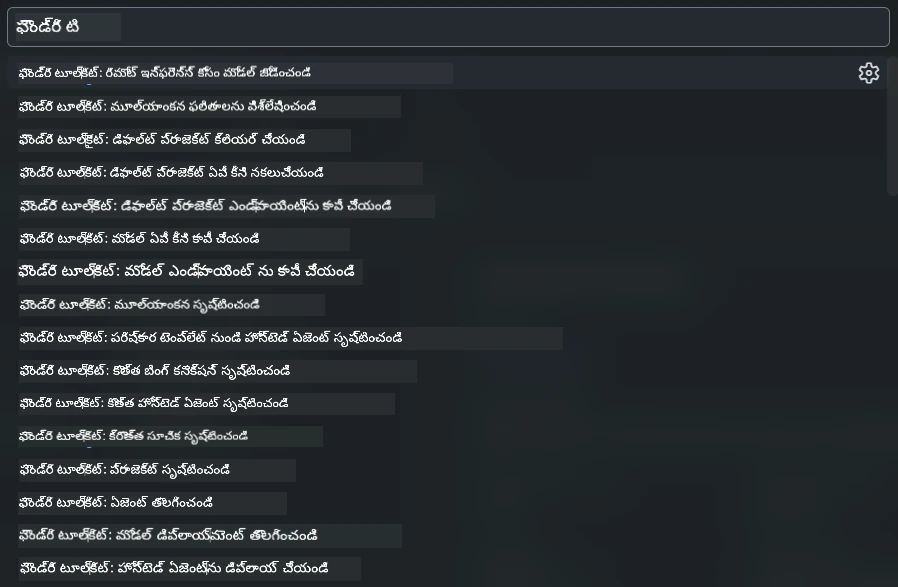 ఫౌండ్రీ టి
ఫౌండ్రీ టూల్‌కిట్: రిమోట్ ఇన్‌ఫరెన్స్ కోసం మోడల్ జోడించండి
ఫౌండ్రీ టూల్‌కిట్: మూల్యాంకన ఫలితాలను విశ్లేషించండి
ఫౌండ్రీ టూల్‌కిట్: డిఫాల్ట్ ప్రాజెక్ట్ క్లియర్ చేయండి
ఫౌండ్రీ టూల్‌కిట్: డిఫాల్ట్ ప్రాజెక్ట్ ఏపీ కీని నకలుచేయండి
ఫౌండ్రీ టూల్‌కిట్: డిఫాల్ట్ ప్రాజెక్ట్ ఎండ్‌పాయింట్‌ను కాపీ చేయండి
ఫౌండ్రీ టూల్‌కిట్: మోడల్ ఏపీ కీని కాపీ చేయండి
ఫౌండ్రీ టూల్‌కిట్: మోడల్ ఎండ్‌పాయింట్ ను కాపీ చేయండి
ఫౌండ్రీ టూల్‌కిట్: మూల్యాంకన సృష్టించండి
ఫౌండ్రీ టూల్‌కిట్: పరిష్కార టెంప్లేట్ నుండి హోస్టెడ్ ఏజెంట్ సృష్టించండి
ఫౌండ్రీ టూల్‌కిట్: కొత్త బింగ్ కనెక్షన్ సృష్టించండి
ఫౌండ్రీ టూల్‌కిట్: కొత్త హోస్టెడ్ ఏజెంట్ సృష్టించండి
ఫౌండ్రీ టూల్‌కిట్: క్రొత్త సూచిక సృష్టించండి
ఫౌండ్రీ టూల్‌కిట్: ప్రాజెక్ట్ సృష్టించండి
ఫౌండ్రీ టూల్‌కిట్: ఏజెంట్ తొలగించండి
ఫౌండ్రీ టూల్‌కిట్: మోడల్ డిప్లాయ్‌మెంట్ తొలగించండి
ఫౌండ్రీ టూల్‌కిట్: హోస్టెడ్ ఏజెంట్‌ను డిప్లాయ్ చేయండి